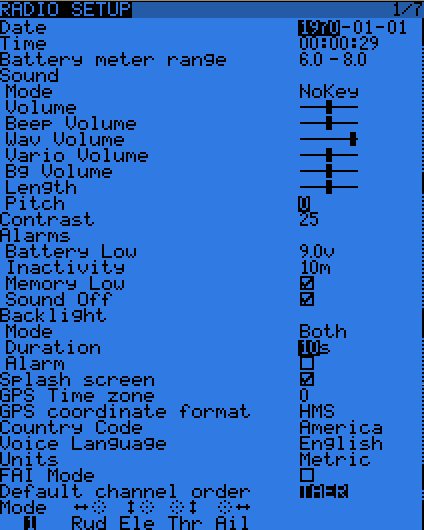 RADIO SETUP 1/7
Date 1970-01-01
Time 00:00:29
Battery meter range 6.0 - 8.0
Sound
Mode NoKey
Volume
Beep Volume
Wav Volume
Vario Volume
Bg Volume
Length
Pitch 0
Contrast 25
Alarms
Battery Low 9.0v
Inactivity 10m
Memory Low
Sound Off
Backlight
Mode Both
Duration 10s
Alarm
Splash screen
GPS Time zone 0
GPS coordinate format HMS
Country Code America
Voice Language English
Units Metric
FAI Mode
Default channel order TAER
Mode
1 Rud Ele Thr Ail